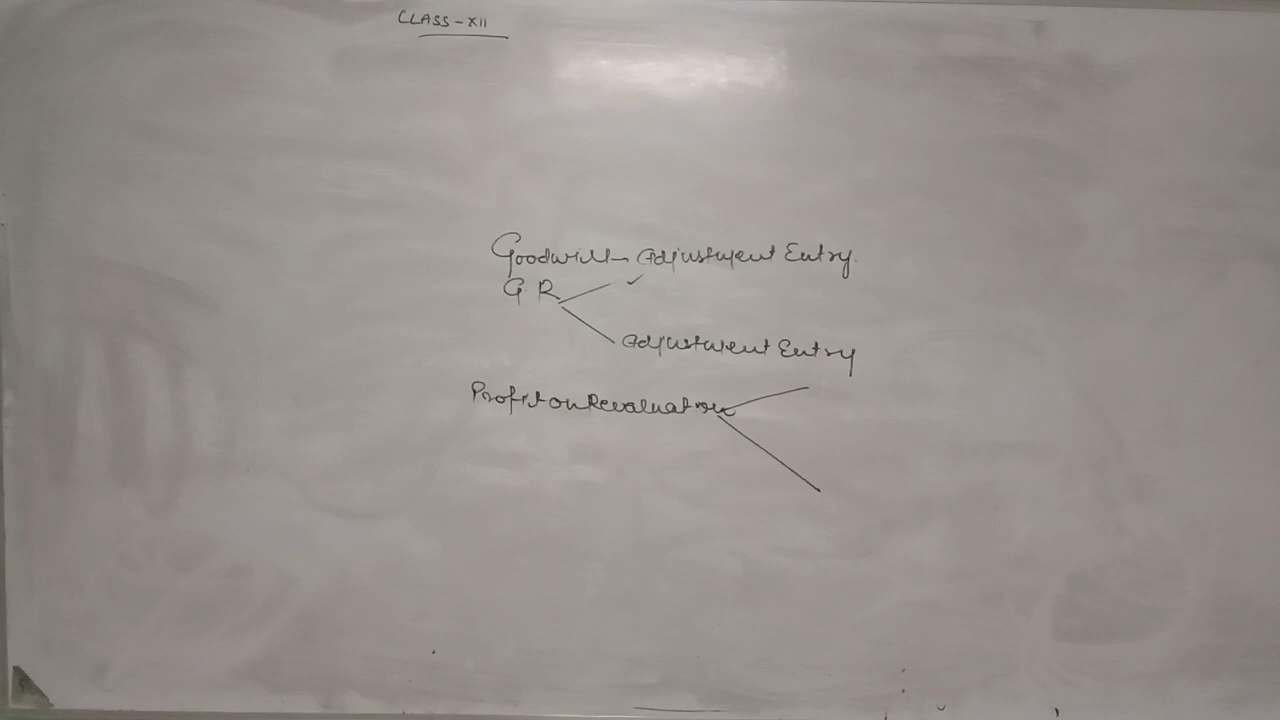 CLASS - XII
Goodwill - Adjustment Entry.
G.R
Adjustment Entry
Profit on Revaluation